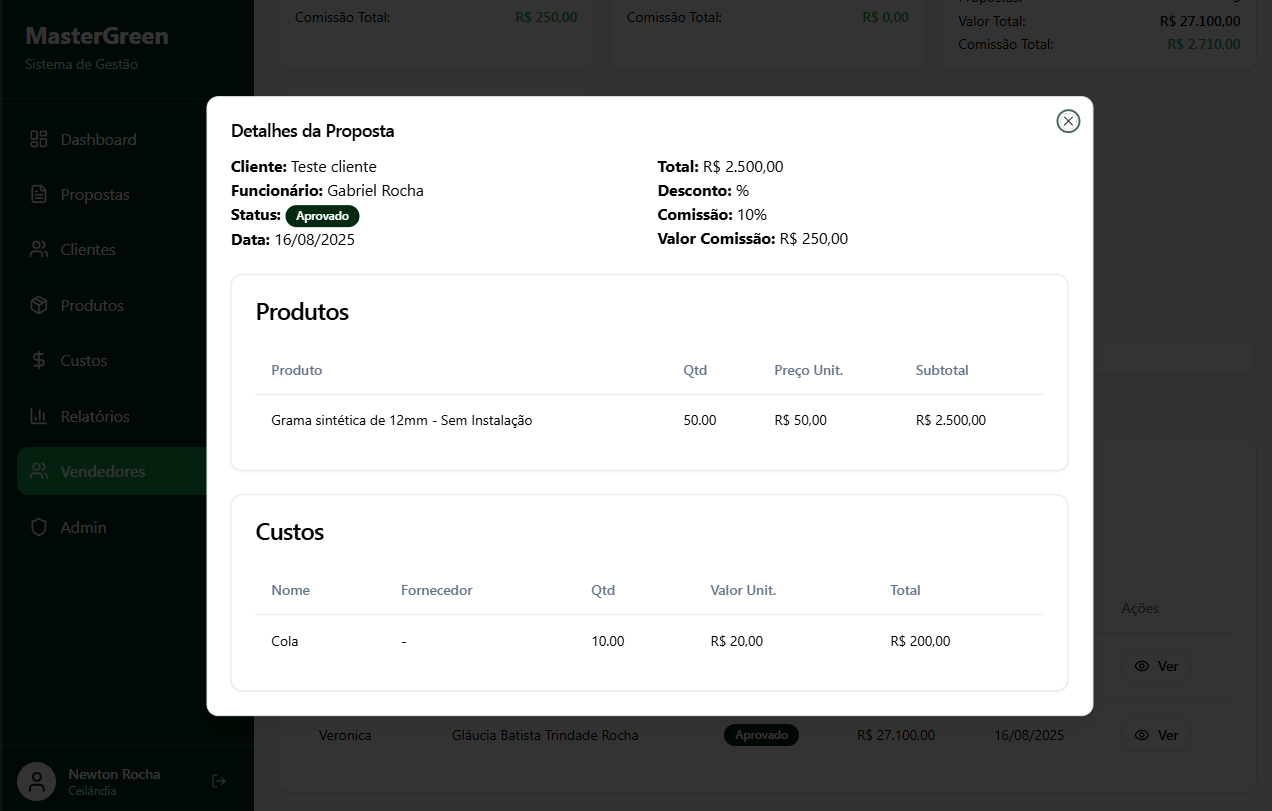 MasterGreen
Sistema de Gestão
Dashboard
Propostas
Clientes
Produtos
Custos
Relatórios
Vendedores
Admin
Newton Rocha
Ceilândia
Comissão Total: R$ 250,00
Comissão Total: R$ 0,00
Valor Total: R$ 27.100,00
Comissão Total: R$ 2.710,00
Detalhes da Proposta
Cliente: Teste cliente
Funcionário: Gabriel Rocha
Status: Aprovado
Data: 16/08/2025
Total: R$ 2.500,00
Desconto: %
Comissão: 10%
Valor Comissão: R$ 250,00
Produtos
Produto Qtd Preço Unit. Subtotal
Grama sintética de 12mm - Sem Instalação 50.00 R$ 50,00 R$ 2.500,00
Custos
Nome Fornecedor Qtd Valor Unit. Total
Cola - 10.00 R$ 20,00 R$ 200,00
Ações
Ver
Veronica Gláucia Batista Trindade Rocha Aprovado R$ 27.100,00 16/08/2025 Ver